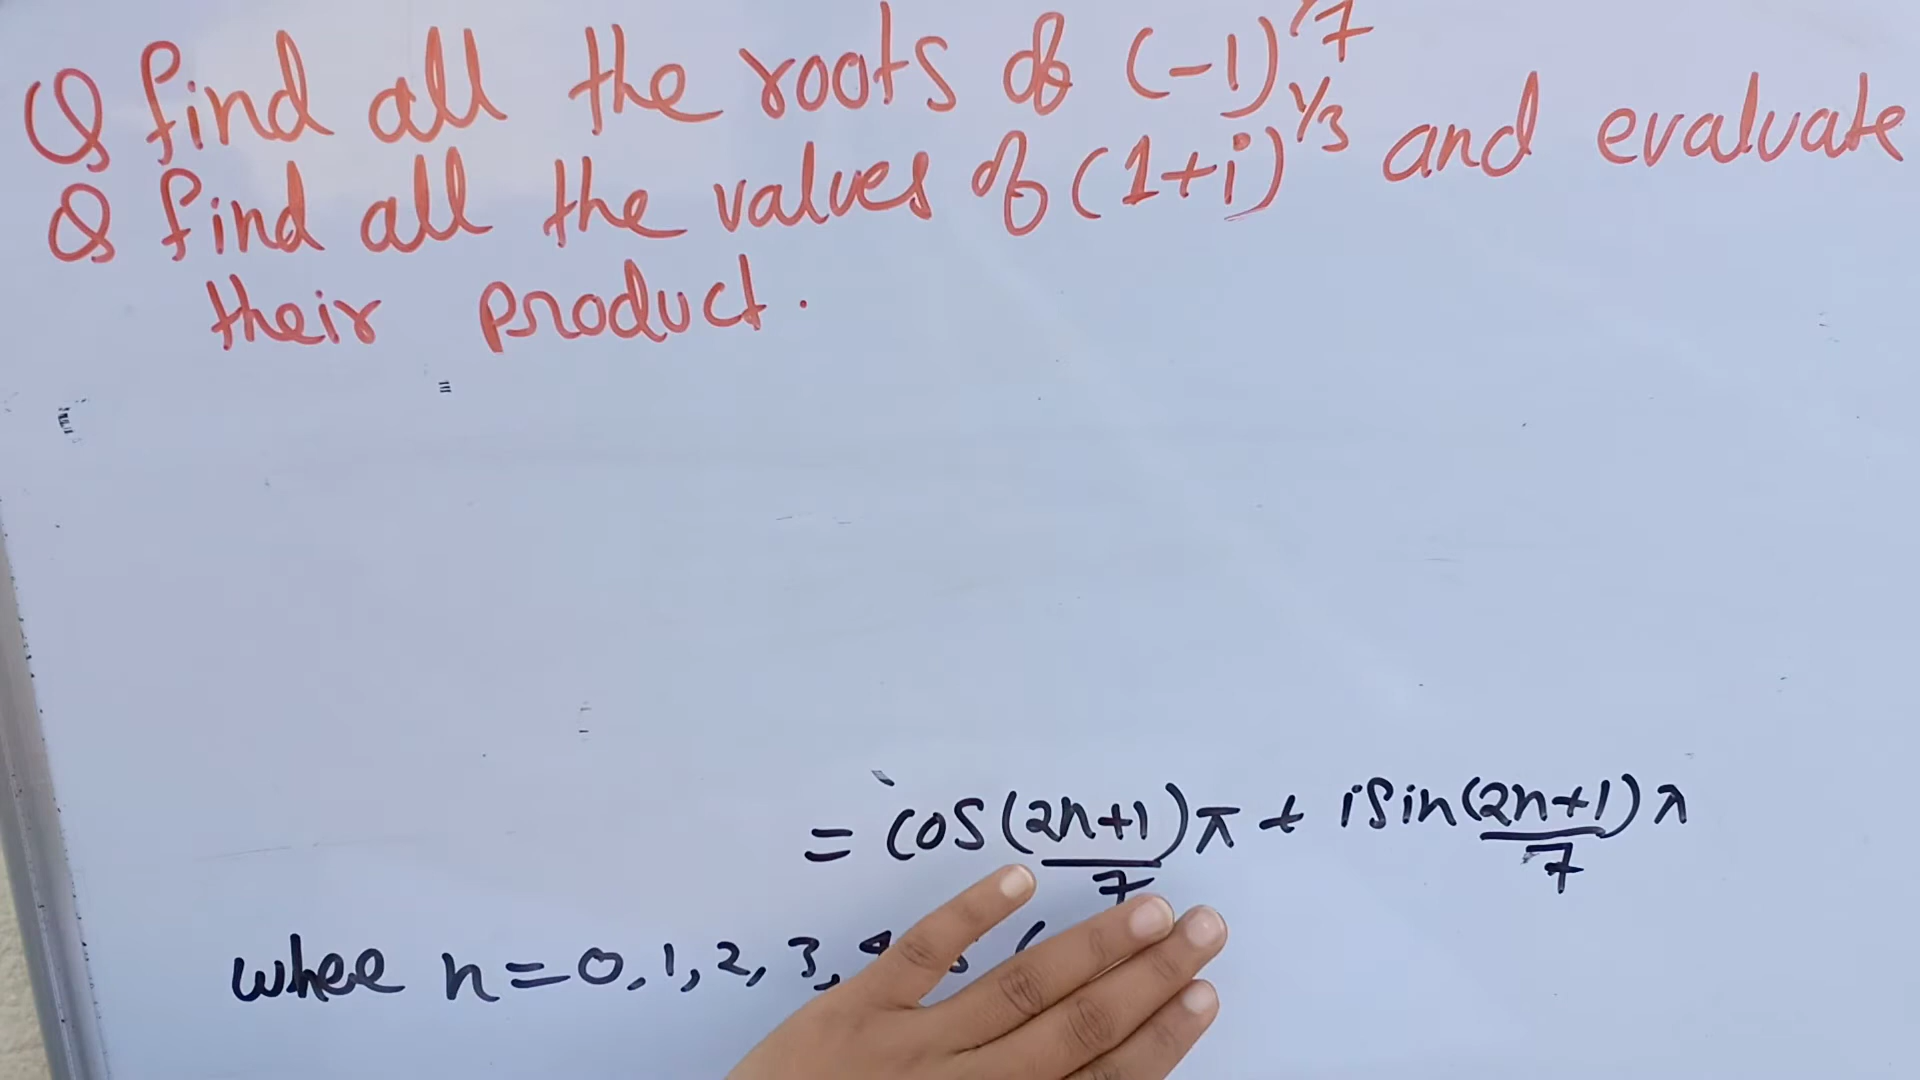 Q find all the roots of (-1)^1/7
Q find all the values of (1+i)^1/3 and evaluate
their product.
= cos(2n+1)/7 π + isin(2n+1)/7 π
whee n=0,1,2,3,